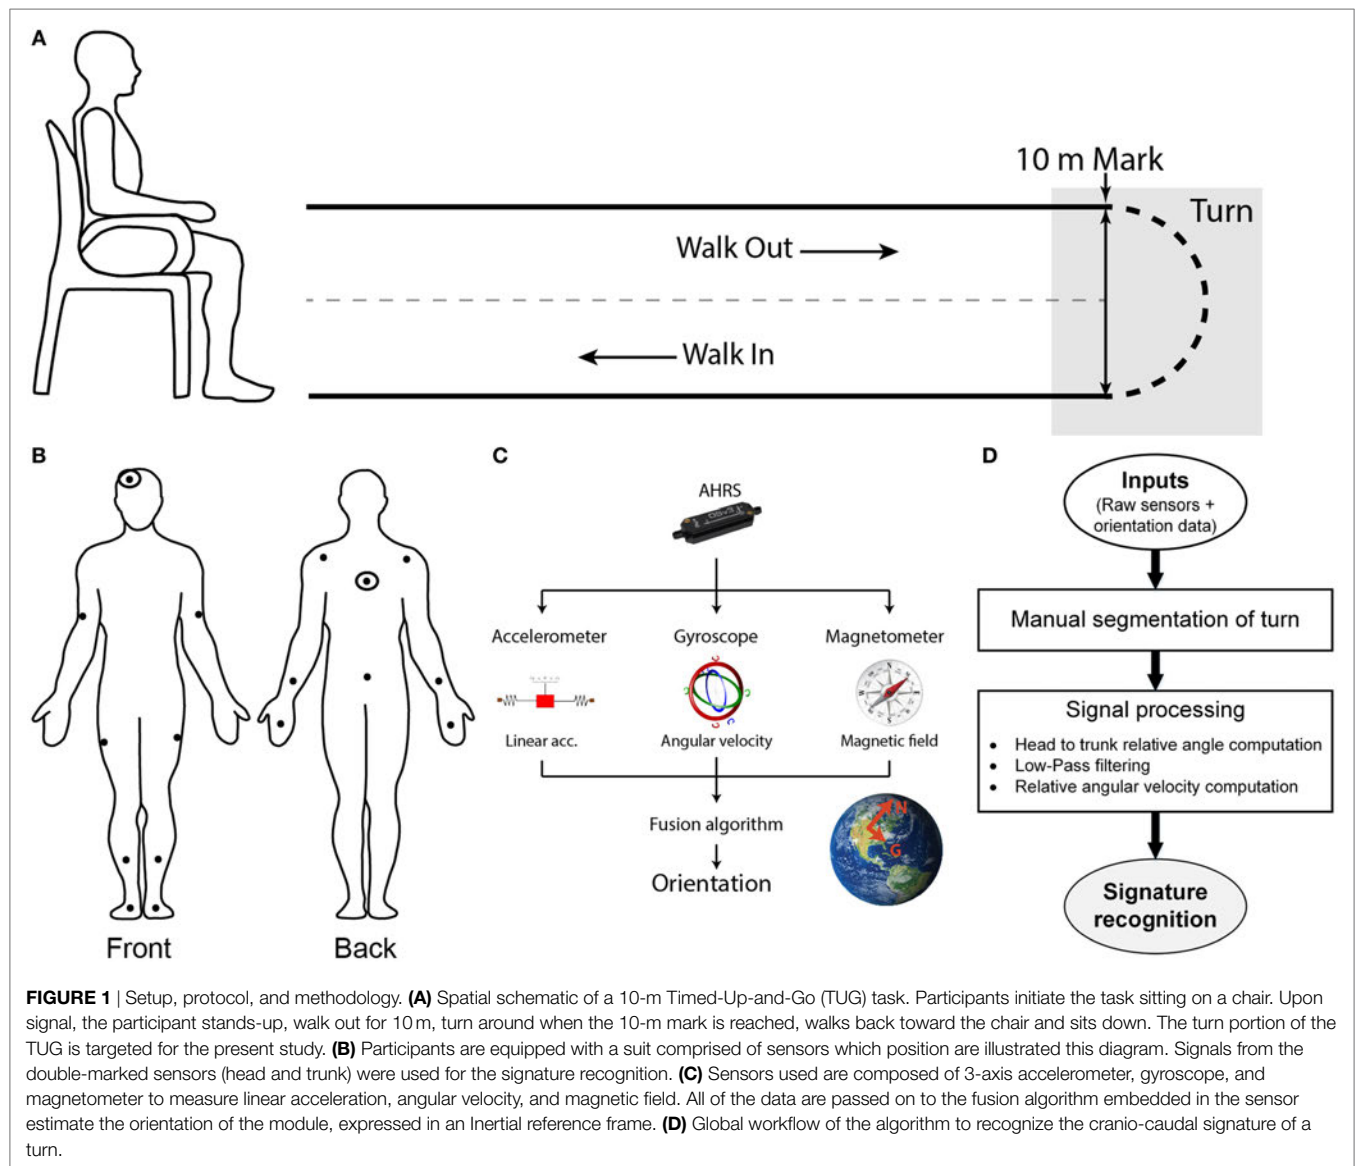 A
10 m Mark
Turn
Walk Out
Walk In
B
Front
Back
C
AHRS
Accelerometer
Gyroscope
Magnetometer
Linear acc.
Angular velocity
Magnetic field
Fusion algorithm
N
G
Orientation
D
Inputs
(Raw sensors +
orientation data)
Manual segmentation of turn
Signal processing
• Head to trunk relative angle computation
• Low-Pass filtering
• Relative angular velocity computation
Signature
recognition
FIGURE 1 | Setup, protocol, and methodology. (A) Spatial schematic of a 10-m Timed-Up-and-Go (TUG) task. Participants initiate the task sitting on a chair. Upon
signal, the participant stands-up, walk out for 10 m, turn around when the 10-m mark is reached, walks back toward the chair and sits down. The turn portion of the
TUG is targeted for the present study. (B) Participants are equipped with a suit comprised of sensors which position are illustrated this diagram. Signals from the
double-marked sensors (head and trunk) were used for the signature recognition. (C) Sensors used are composed of 3-axis accelerometer, gyroscope, and
magnetometer to measure linear acceleration, angular velocity, and magnetic field. All of the data are passed on to the fusion algorithm embedded in the sensor
estimate the orientation of the module, expressed in an Inertial reference frame. (D) Global workflow of the algorithm to recognize the cranio-caudal signature of a
turn.